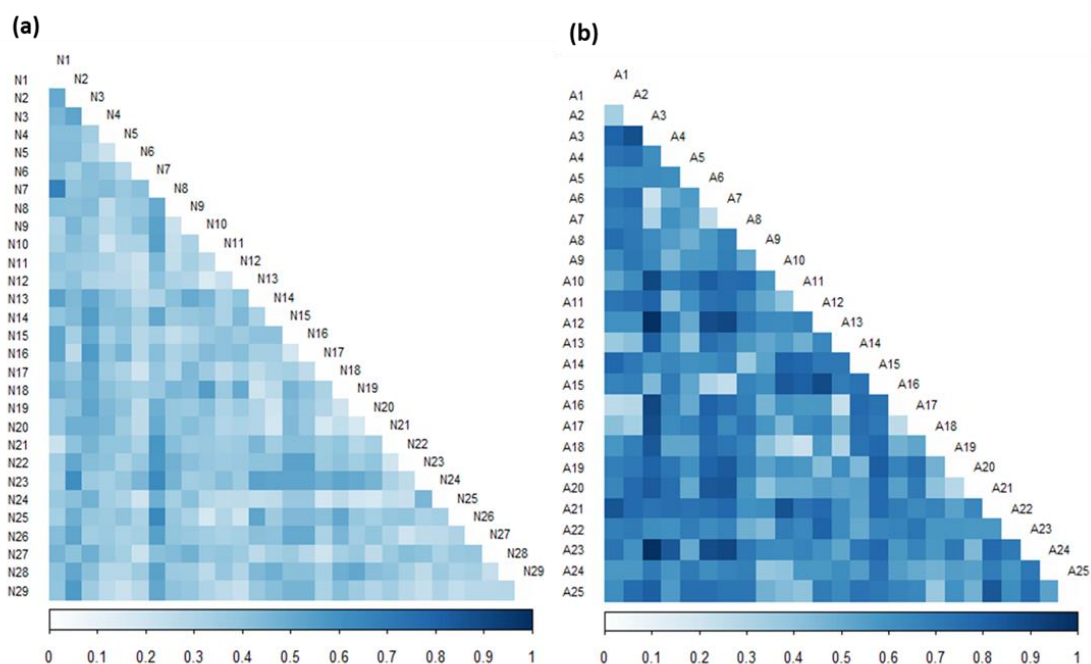 (a)
N1
N1 N2
N2 N3
N3 N4
N4 N5
N5 N6
N6 N7
N7 N8
N8 N9
N9 N10
N10 N11
N11 N12
N12 N13
N13 N14
N14 N15
N15 N16
N16 N17
N17 N18
N18 N19
N19 N20
N20 N21
N21 N22
N22 N23
N23 N24
N24 N25
N25 N26
N26 N27
N27 N28
N28 N29
N29
0 0.1 0.2 0.3 0.4 0.5 0.6 0.7 0.8 0.9 1
(b)
A1
A1 A2
A2 A3
A3 A4
A4 A5
A5 A6
A6 A7
A7 A8
A8 A9
A9 A10
A10 A11
A11 A12
A12 A13
A13 A14
A14 A15
A15 A16
A16 A17
A17 A18
A18 A19
A19 A20
A20 A21
A21 A22
A22 A23
A23 A24
A24 A25
A25
0 0.1 0.2 0.3 0.4 0.5 0.6 0.7 0.8 0.9 1